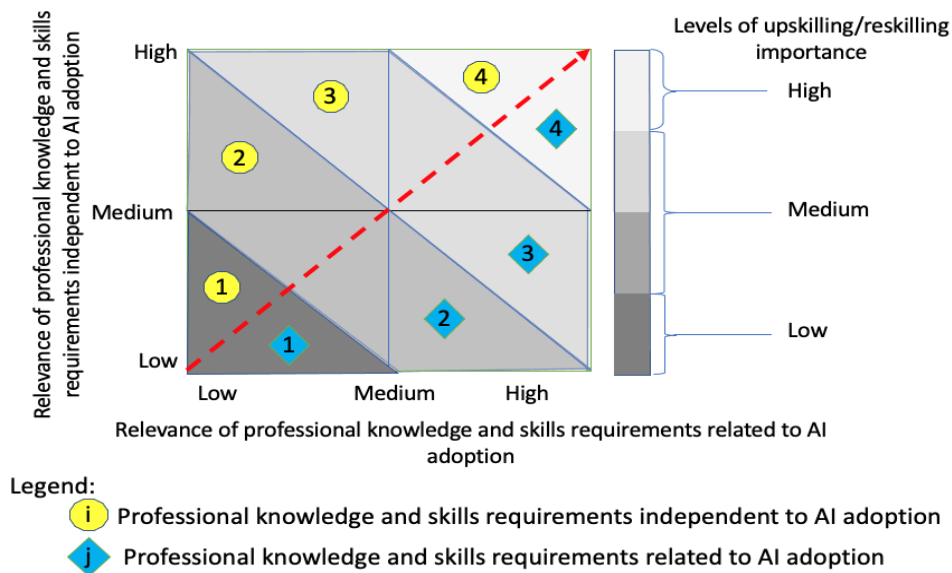 Relevance of professional knowledge and skills
requirements independent to AI adoption
High
Medium
Low
1
2
3
4
1
2
3
4
Low
Medium
High
Relevance of professional knowledge and skills requirements related to AI
adoption
Levels of upskilling/reskilling
importance
High
Medium
Low
Legend:
i Professional knowledge and skills requirements independent to AI adoption
j Professional knowledge and skills requirements related to AI adoption